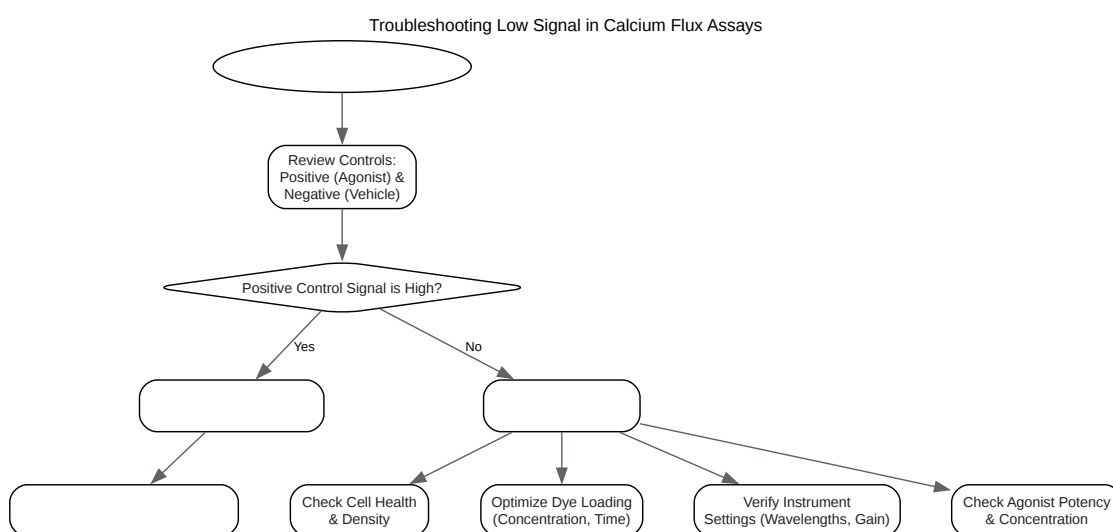 Troubleshooting Low Signal in Calcium Flux Assays
Review Controls:
Positive (Agonist) &
Negative (Vehicle)
Positive Control Signal is High?
Yes
No
Check Cell Health
& Density
Optimize Dye Loading
(Concentration, Time)
Verify Instrument
Settings (Wavelengths, Gain)
Check Agonist Potency
& Concentration